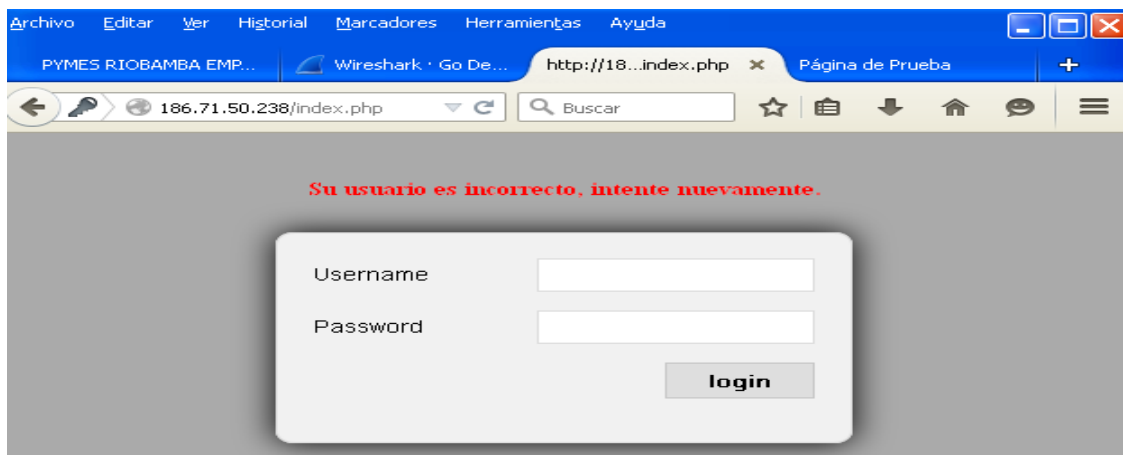 Archivo Editar Ver Historial Marcadores Herramientas Ayuda
PYMES RIOBAMBA EMP... Wireshark · Go De... http://18...index.php Página de Prueba
186.71.50.238/index.php Buscar
Su usuario es incorrecto, intente nuevamente.
Username
Password
login